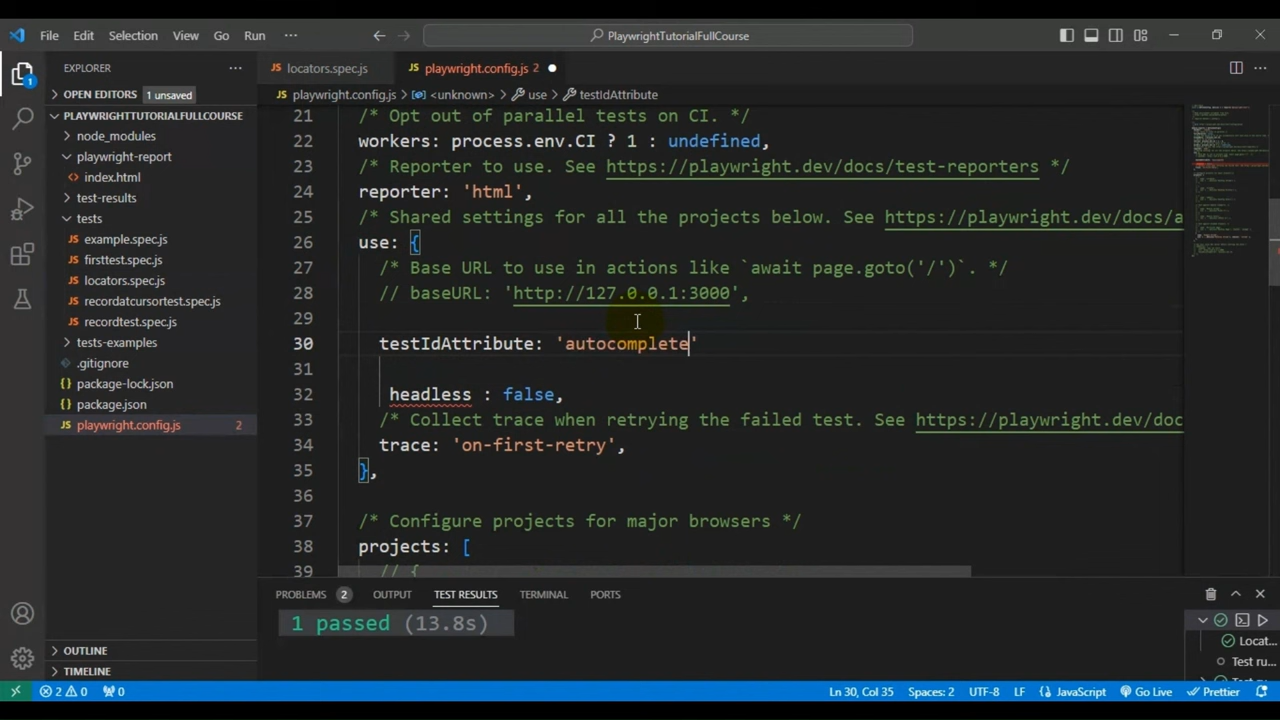 File Edit Selection View Go Run ··· PlaywrightTutorialFullCourse
EXPLORER ···
OPEN EDITORS 1 unsaved
PLAYWRIGHTTUTORIALFULLCOURSE
node_modules
playwright-report
index.html
test-results
tests
example.spec.js
firsttest.spec.js
locators.spec.js
recordatcursortest.spec.js
recordtest.spec.js
tests-examples
.gitignore
package-lock.json
package.json
playwright.config.js 2
OUTLINE
TIMELINE
locators.spec.js playwright.config.js 2
playwright.config.js > <unknown> > use > testIdAttribute
21 /* Opt out of parallel tests on CI. */
22 workers: process.env.CI ? 1 : undefined,
23 /* Reporter to use. See https://playwright.dev/docs/test-reporters */
24 reporter: 'html',
25 /* Shared settings for all the projects below. See https://playwright.dev/docs/a
26 use: {
27 /* Base URL to use in actions like `await page.goto('/')`. */
28 // baseURL: 'http://127.0.0.1:3000',
29
30 testIdAttribute: 'autocomplete'
31
32 headless : false,
33 /* Collect trace when retrying the failed test. See https://playwright.dev/doc
34 trace: 'on-first-retry',
35 },
36
37 /* Configure projects for major browsers */
38 projects: [
39 // {
PROBLEMS 2 OUTPUT TEST RESULTS TERMINAL PORTS
1 passed (13.8s)
Locat...
Test ru...
2 0 0 Ln 30, Col 35 Spaces: 2 UTF-8 LF JavaScript Go Live Prettier